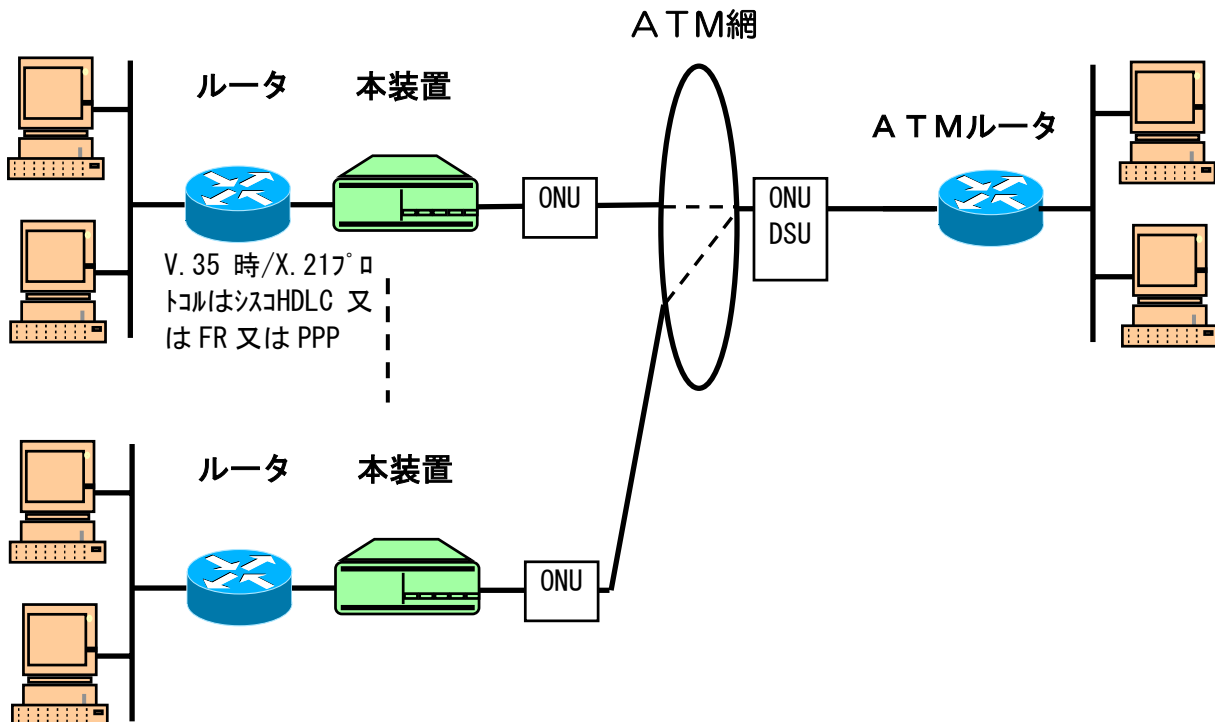 ATM網
ルータ
本装置
ATMルータ
ONU
ONU
DSU
V.35 時/X.21プロ
トコルはシスコHDLC 又
は FR 又は PPP
ルータ
本装置
ONU